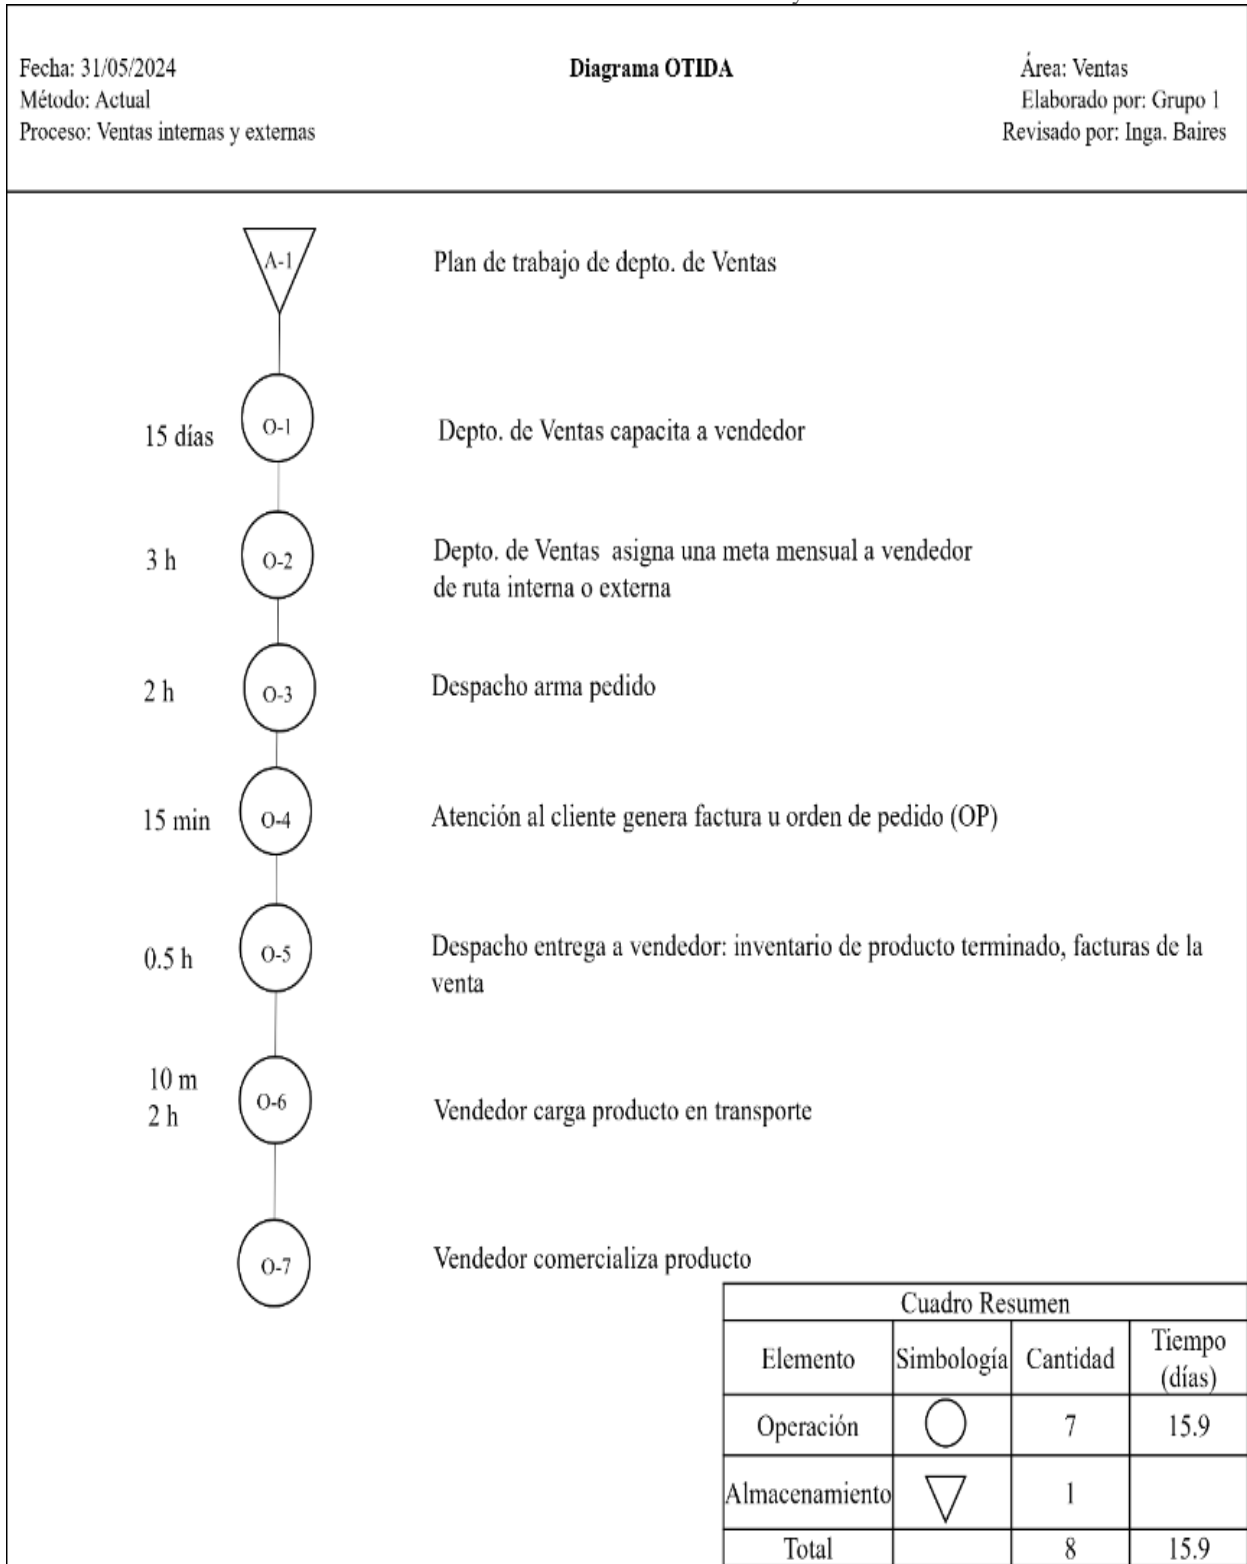 Fecha: 31/05/2024
Método: Actual
Proceso: Ventas internas y externas
Diagrama OTIDA
Área: Ventas
Elaborado por: Grupo 1
Revisado por: Inga. Baires
A-1
Plan de trabajo de depto. de Ventas
15 días
O-1
Depto. de Ventas capacita a vendedor
3 h
O-2
Depto. de Ventas asigna una meta mensual a vendedor
de ruta interna o externa
2 h
O-3
Despacho arma pedido
15 min
O-4
Atención al cliente genera factura u orden de pedido (OP)
0.5 h
O-5
Despacho entrega a vendedor: inventario de producto terminado, facturas de la
venta
10 m
2 h
O-6
Vendedor carga producto en transporte
O-7
Vendedor comercializa producto
Cuadro Resumen
Elemento Simbología Cantidad Tiempo
(días)
Operación 7 15.9
Almacenamiento 1
Total 8 15.9